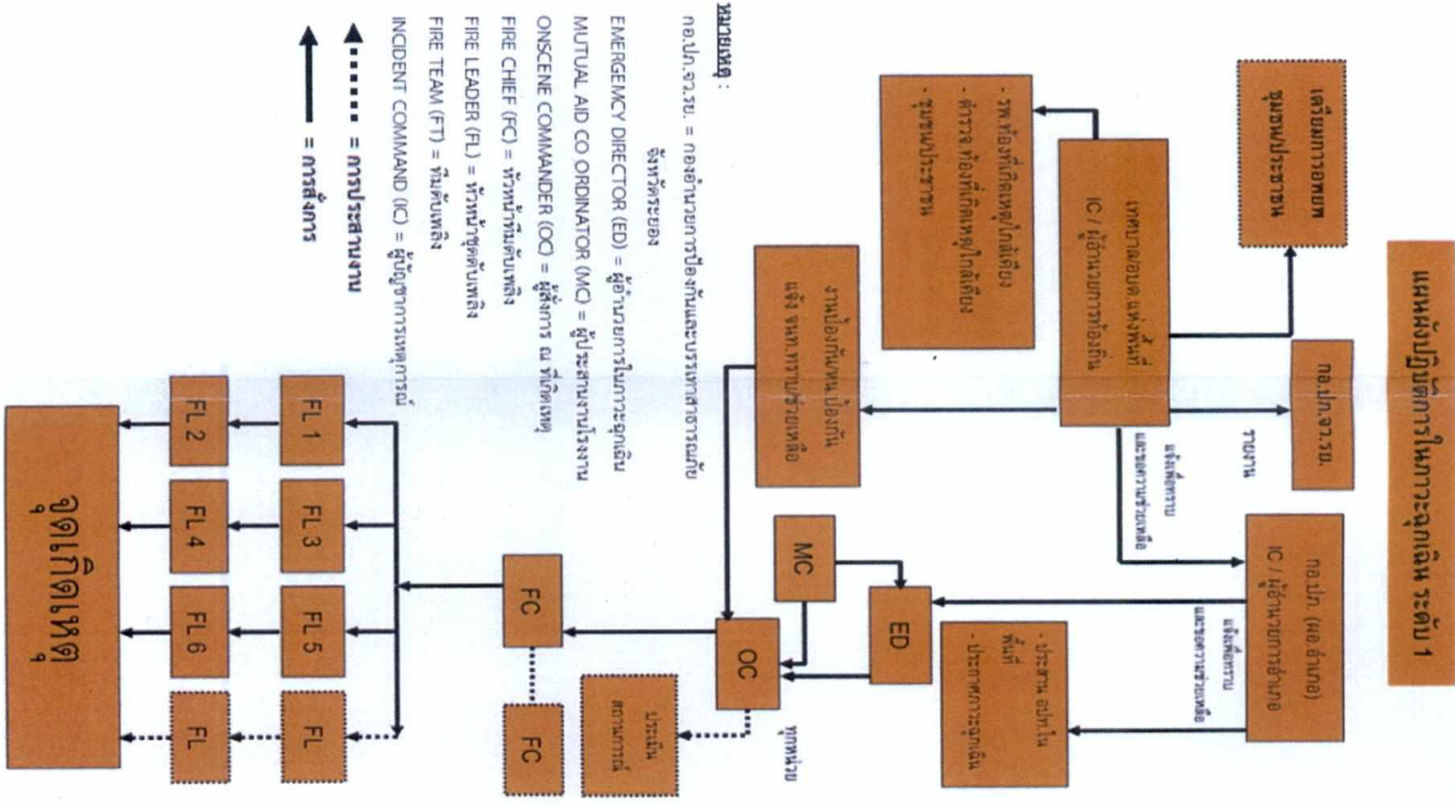 แผนผังปฏิบัติการในภาวะฉุกเฉิน ระดับ 1
เตรียมการอพยพ
ชุมชน/ประชาชน
กอ.ปภ.จว.รย.
รายงาน
กอ.ปภ. (ผอ.อำเภอ)
IC / ผู้อำนวยการอำเภอ
เทศบาล/อบต.แห่งพื้นที่
IC / ผู้อำนวยการท้องถิ่น
แจ้งเพื่อทราบ
และขอความช่วยเหลือ
แจ้งเพื่อทราบ
และขอความช่วยเหลือ
- รพ.ท้องที่เกิดเหตุ/ใกล้เคียง
- ตำรวจ.ท้องที่เกิดเหตุ/ใกล้เคียง
- ชุมชน/ประชาชน
งานป้องกัน/หน.ป้องกัน
แจ้ง จนท.ทราบ/ช่วยเหลือ
- ประสาน อปท.ใน
พื้นที่
- ประกาศภาวะฉุกเฉิน
MC
ED
OC
ทุกหน่วย
ประเมิน
สถานการณ์
FC
FC
FL 1
FL 3
FL 5
FL
FL 2
FL 4
FL 6
FL
จุดเกิดเหตุ
หมายเหตุ :
กอ.ปภ.จว.รย. = กองอำนวยการป้องกันและบรรเทาสาธารณภัย
จังหวัดระยอง
EMERGEMCY DIRECTOR (ED) = ผู้อำนวยการในภาวะฉุกเฉิน
MUTUAL AID CO ORDINATOR (MC) = ผู้ประสานงานโรงงาน
ONSCENE COMMANDER (OC) = ผู้สั่งการ ณ ที่เกิดเหตุ
FIRE CHIEF (FC) = หัวหน้าทีมดับเพลิง
FIRE LEADER (FL) = หัวหน้าชุดดับเพลิง
FIRE TEAM (FT) = ทีมดับเพลิง
INCIDENT COMMAND (IC) = ผู้บัญชาการเหตุการณ์
= การประสานงาน
= การสั่งการ